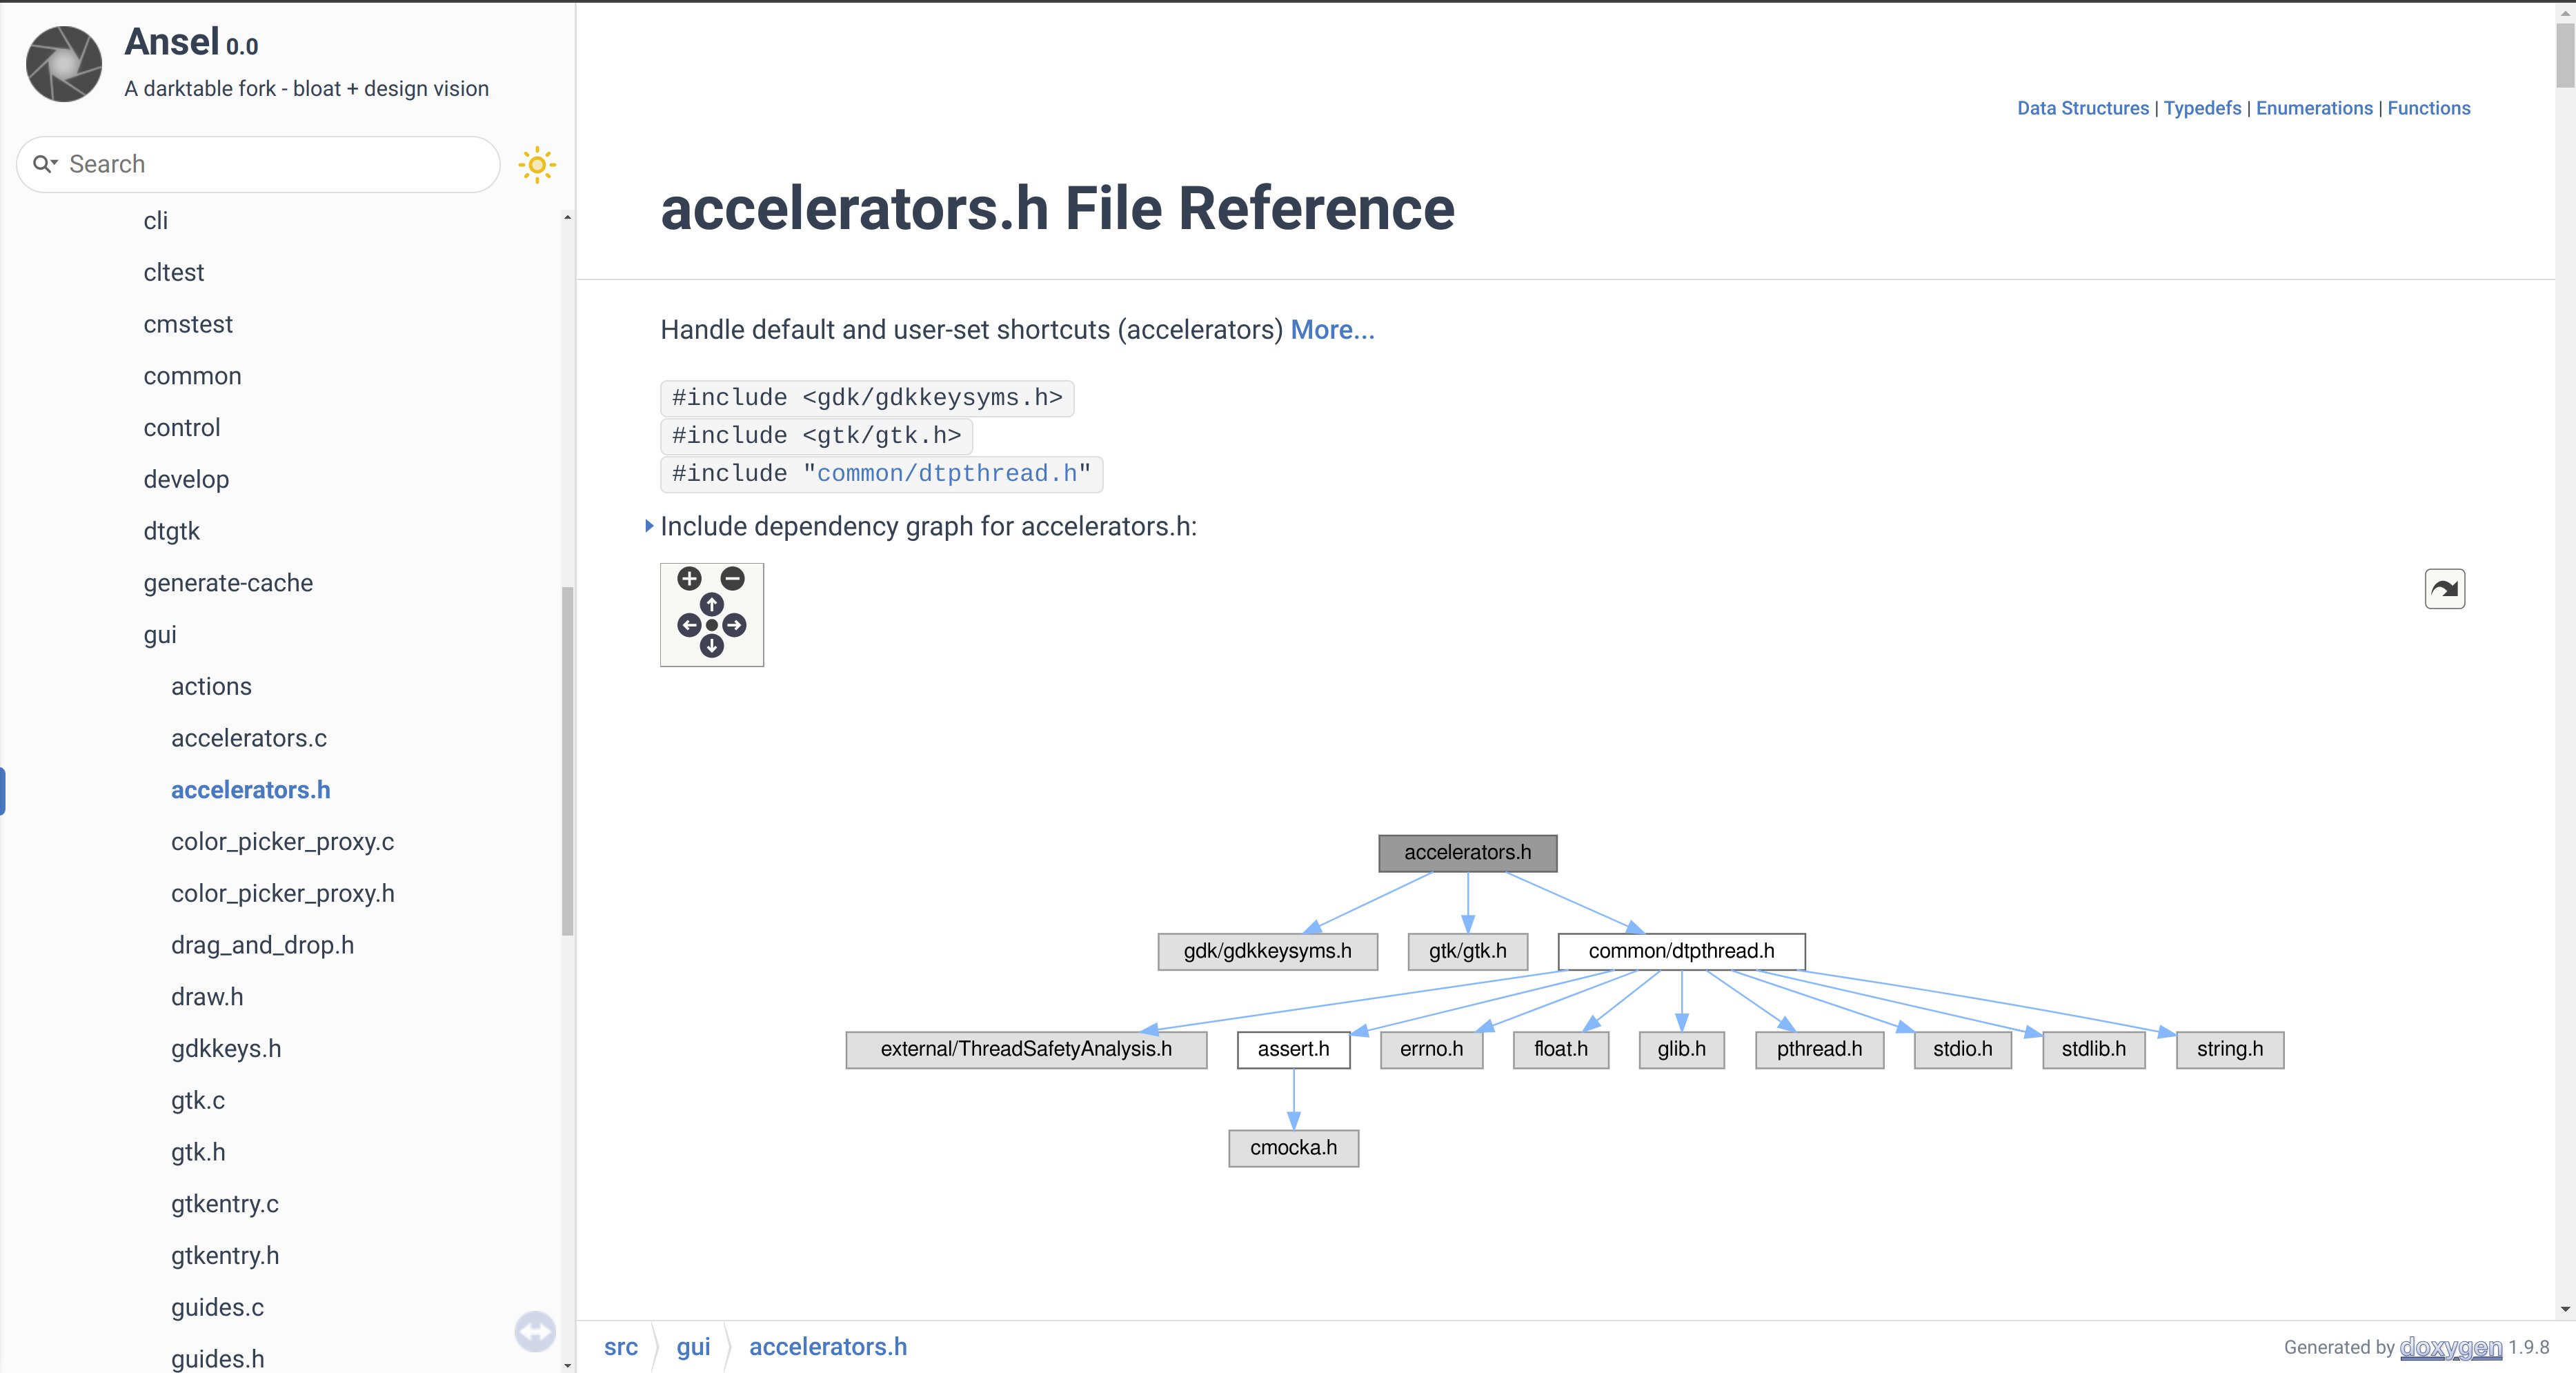 Ansel 0.0
A darktable fork - bloat + design vision
Search
cli
cltest
cmstest
common
control
develop
dtgtk
generate-cache
gui
actions
accelerators.c
accelerators.h
color_picker_proxy.c
color_picker_proxy.h
drag_and_drop.h
draw.h
gdkkeys.h
gtk.c
gtk.h
gtkentry.c
gtkentry.h
guides.c
guides.h
Data Structures | Typedefs | Enumerations | Functions
accelerators.h File Reference
Handle default and user-set shortcuts (accelerators) More...
#include <gdk/gdkkeysyms.h>
#include <gtk/gtk.h>
#include "common/dtpthread.h"
Include dependency graph for accelerators.h:
accelerators.h
gdk/gdkkeysyms.h gtk/gtk.h common/dtpthread.h
external/ThreadSafetyAnalysis.h assert.h errno.h float.h glib.h pthread.h stdio.h stdlib.h string.h
cmocka.h
src gui accelerators.h
Generated by doxygen 1.9.8